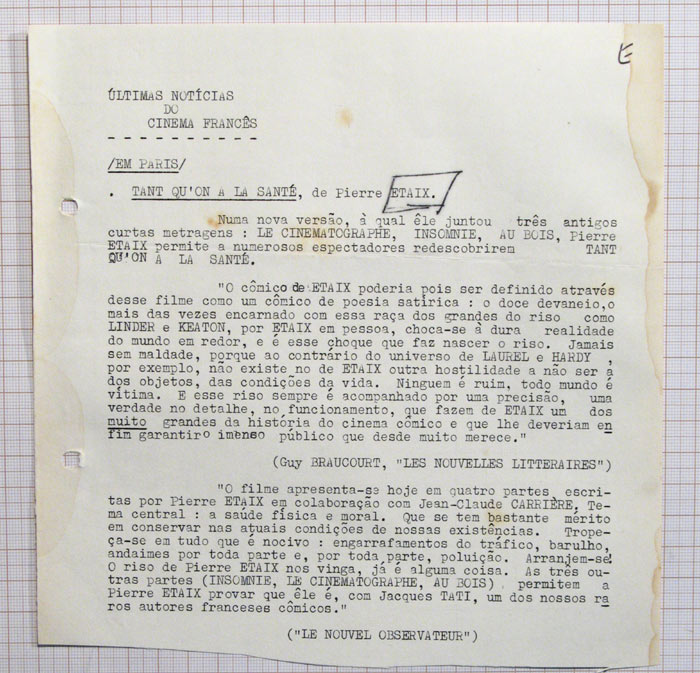 E
ÚLTIMAS NOTÍCIAS
DO
CINEMA FRANCÊS
- - - - - - - - - - -
/EM PARIS/
. TANT QU'ON A LA SANTÉ, de Pierre ETAIX.
Numa nova versão, à qual êle juntou três antigos
curtas metragens : LE CINEMATOGRAPHE, INSOMNIE, AU BOIS, Pierre
ETAIX permite a numerosos espectadores redescobrirem TANT
QU'ON A LA SANTÉ.
"O cômico de ETAIX poderia pois ser definido através
desse filme como um cômico de poesia satírica : o doce devaneio,o
mais das vezes encarnado com essa raça dos grandes do riso como
LINDER e KEATON, por ETAIX em pessoa, choca-se à dura realidade
do mundo em redor, e é esse choque que faz nascer o riso. Jamais
sem maldade, porque ao contrário do universo de LAUREL e HARDY ,
por exemplo, não existe no de ETAIX outra hostilidade a não ser a
dos objetos, das condições da vida. Ninguem é ruim, todo mundo é
vítima. E esse riso sempre é acompanhado por uma precisão, uma
verdade no detalhe, no funcionamento, que fazem de ETAIX um dos
muito grandes da história do cinema cômico e que lhe deveriam en
fim garantir o imenso público que desde muito merece."
(Guy BRAUCOURT, "LES NOUVELLES LITTERAIRES")
"O filme apresenta-se hoje em quatro partes, escri-
tas por Pierre ETAIX em colaboração com Jean-Claude CARRIÈRE, Te-
ma central : a saúde física e moral. Que se tem bastante mérito
em conservar nas atuais condições de nossas existências. Trope-
ça-se em tudo que é nocivo : engarrafamentos do tráfico, barulho,
andaimes por toda parte e, por toda parte, poluição. Arranjem-se!
O riso de Pierre ETAIX nos vinga, já é alguma coisa. As três ou-
tras partes (INSOMNIE, LE CINEMATOGRAPHE, AU BOIS) permitem a
Pierre ETAIX provar que êle é, com Jacques TATI, um dos nossos ra
ros autores franceses cômicos."
("LE NOUVEL OBSERVATEUR")